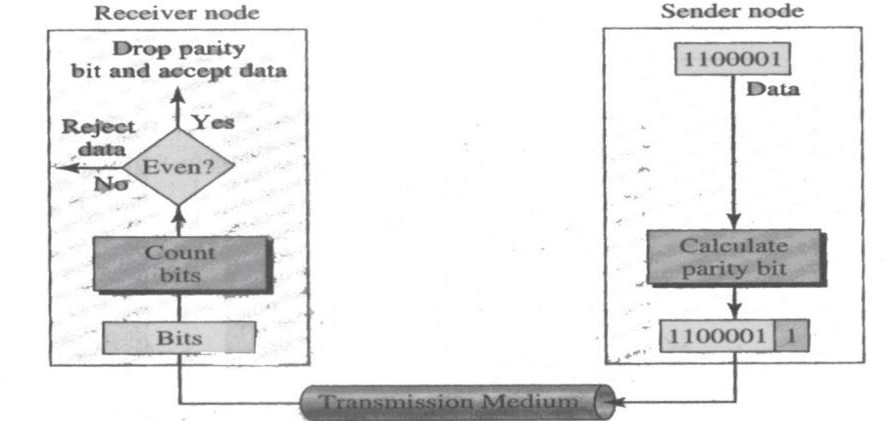 Receiver node
Drop parity
bit and accept data
Yes
Reject
data
No
Even?
Count
bits
Bits
Sender node
1100001
Data
Calculate
parity bit
1100001 1
Transmission Medium